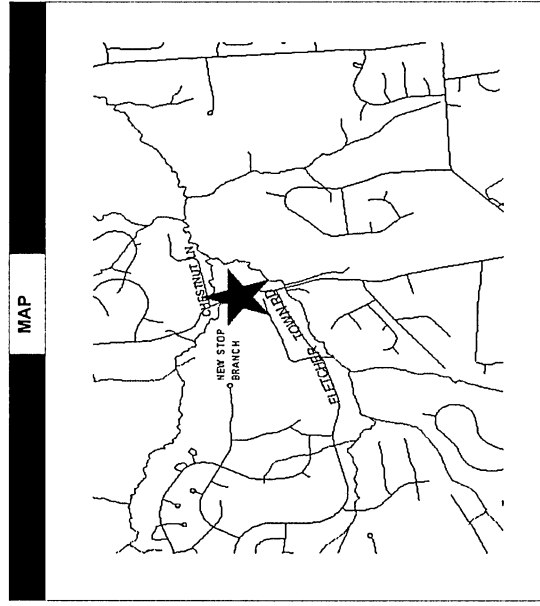 MAP
CHESTNUT LN
NEW STOP
BRANCH
FLETCHER TOWN RD